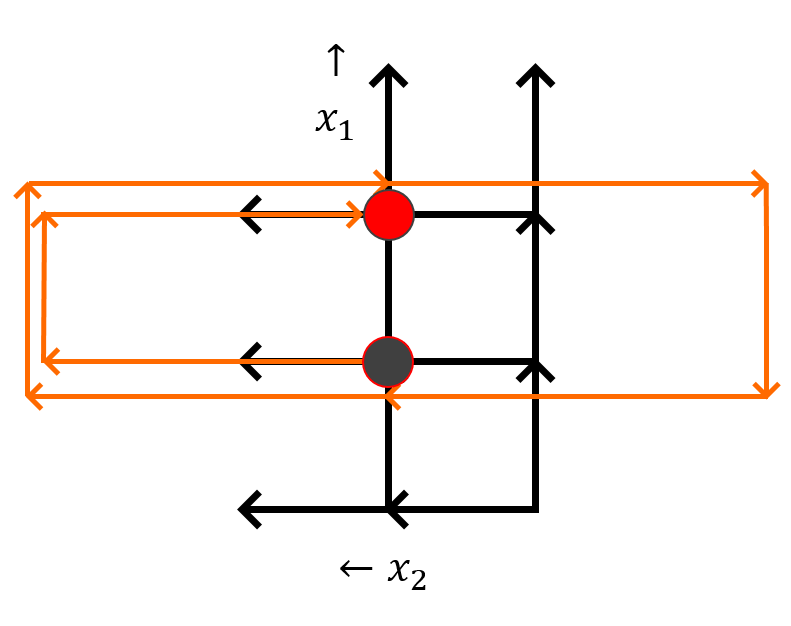 ↑
x₁
← x₂